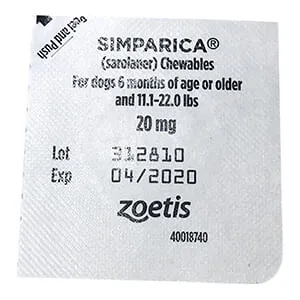 Peel and Push
SIMPARICA®
(sarolaner) Chewables
For dogs 6 months of age or older
and 11.1-22.0 lbs
20 mg
Lot 312810
Exp 04/2020
zoetis
40018740